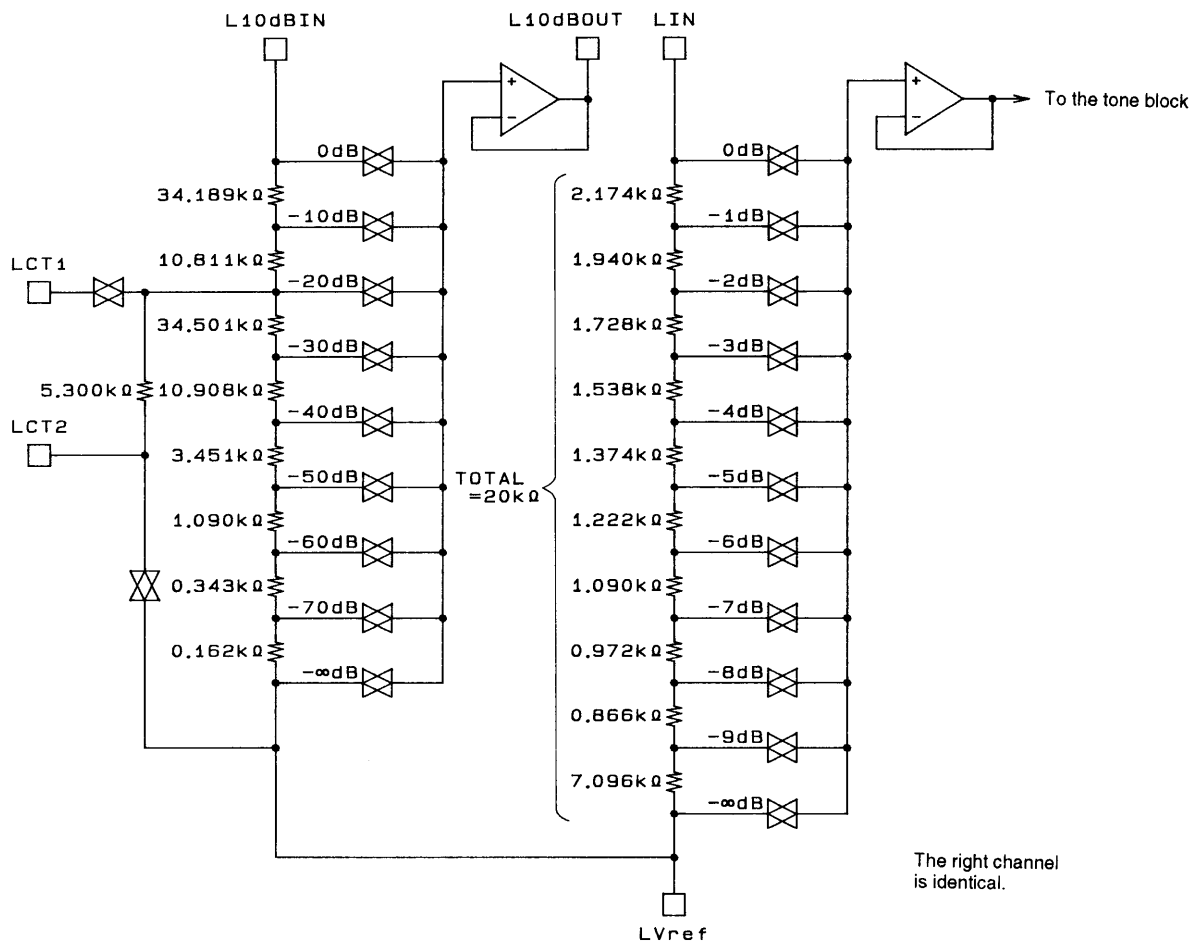 L10dBIN
L10dBOUT
LIN
+
-
+
-
To the tone block
0dB
0dB
34.189kΩ
2.174kΩ
-10dB
-1dB
10.811kΩ
1.940kΩ
LCT1
-20dB
-2dB
34.501kΩ
1.728kΩ
-30dB
-3dB
5.300kΩ
10.908kΩ
1.538kΩ
LCT2
-40dB
-4dB
3.451kΩ
1.374kΩ
TOTAL
=20kΩ
-50dB
-5dB
1.090kΩ
1.222kΩ
-60dB
-6dB
0.343kΩ
1.090kΩ
-70dB
-7dB
0.162kΩ
0.972kΩ
-∞dB
-8dB
0.866kΩ
-9dB
7.096kΩ
-∞dB
The right channel
is identical.
LVref